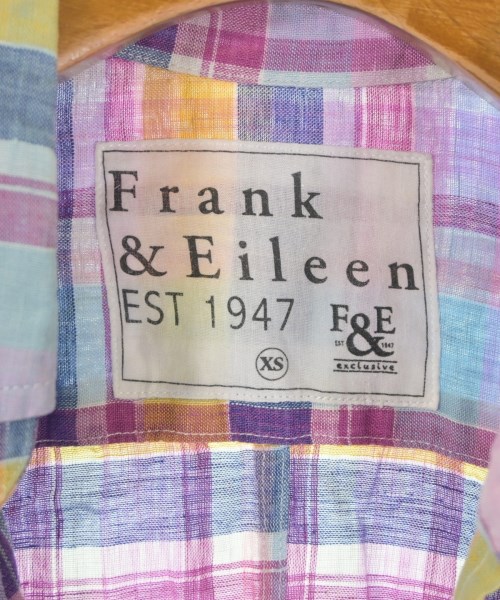 Frank
& Eileen
EST 1947
F&E
EST 1947
exclusive
XS